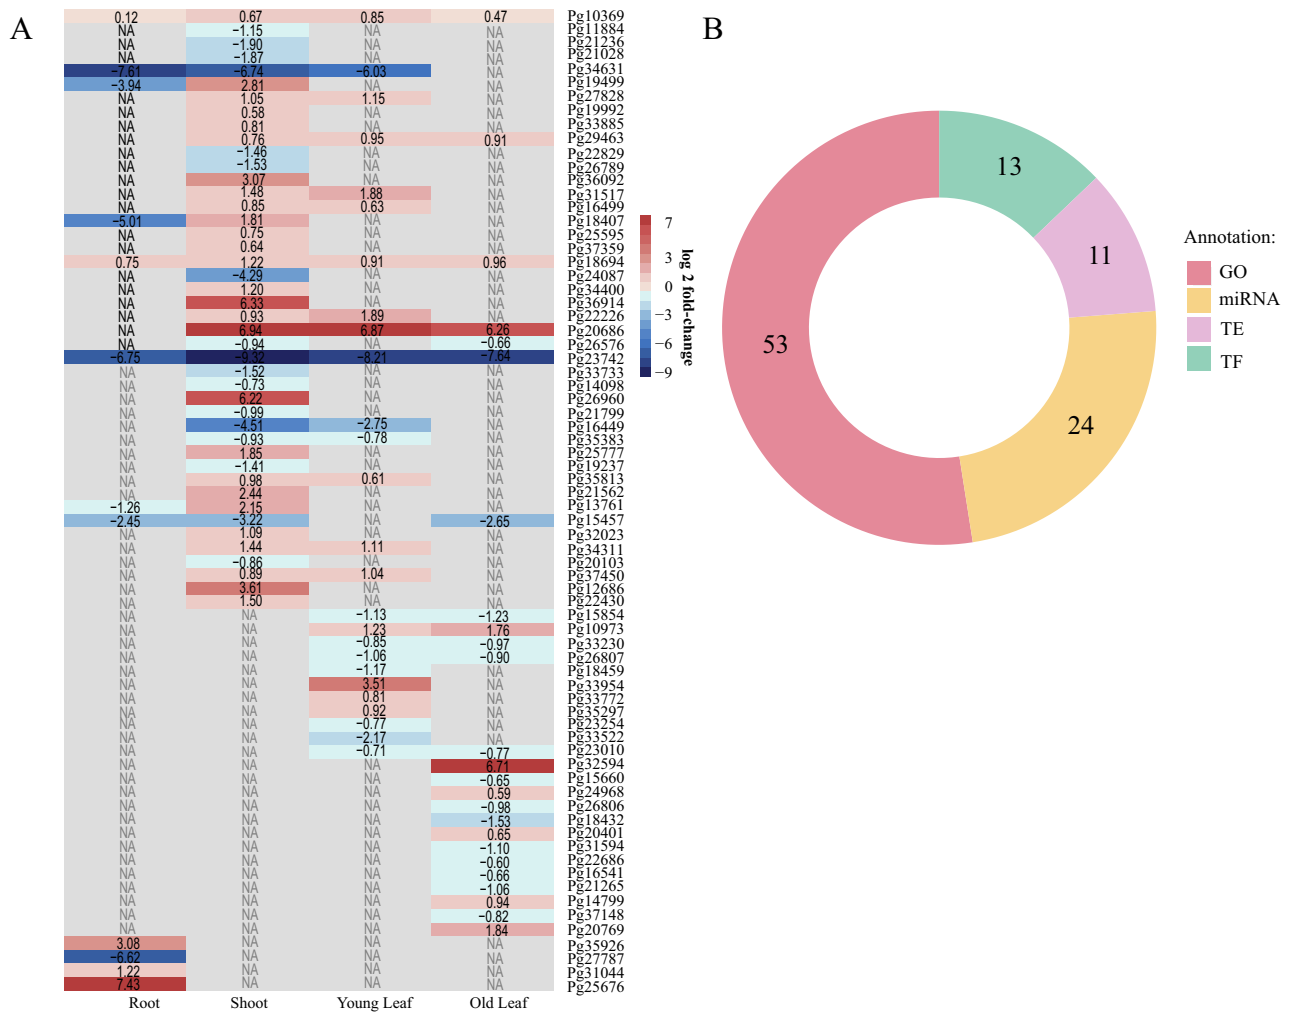 A
0.12 0.67 0.85 0.47 Pg10369
NA −1.15 NA NA Pg11884
NA −1.90 NA NA Pg21236
NA −1.87 NA NA Pg21028
−7.61 −6.74 −6.03 NA Pg34631
−3.94 2.81 NA NA Pg19499
NA 1.05 1.15 NA Pg27828
NA 0.58 NA NA Pg19992
NA 0.81 NA NA Pg33885
NA 0.76 0.95 0.91 Pg29463
NA −1.46 NA NA Pg22829
NA −1.53 NA NA Pg26789
NA 3.07 NA NA Pg36092
NA 1.48 1.88 NA Pg31517
NA 0.85 0.63 NA Pg16499
−5.01 1.81 NA NA Pg18407
NA 0.75 NA NA Pg25595
NA 0.64 NA NA Pg37359
0.75 1.22 0.91 0.96 Pg18694
NA −4.29 NA NA Pg24087
NA 1.20 NA NA Pg34400
NA 6.33 NA NA Pg36914
NA 0.93 1.89 NA Pg22226
NA 6.94 6.87 6.26 Pg20686
NA −0.94 NA −0.66 Pg26576
−6.75 −9.32 −8.21 −7.64 Pg23742
NA −1.52 NA NA Pg33733
NA −0.73 NA NA Pg14098
NA 6.22 NA NA Pg26960
NA −0.99 NA NA Pg21799
NA −4.51 −2.75 NA Pg16449
NA −0.93 −0.78 NA Pg35383
NA 1.85 NA NA Pg25777
NA −1.41 NA NA Pg19237
NA 0.98 0.61 NA Pg35813
NA 2.44 NA NA Pg21562
−1.26 2.15 NA NA Pg13761
−2.45 −3.22 NA −2.65 Pg15457
NA 1.09 NA NA Pg32023
NA 1.44 1.11 NA Pg34311
NA −0.86 NA NA Pg20103
NA 0.89 1.04 NA Pg37450
NA 3.61 NA NA Pg12686
NA 1.50 NA NA Pg22430
NA NA −1.13 −1.23 Pg15854
NA NA 1.23 1.76 Pg10973
NA NA −0.85 −0.97 Pg33230
NA NA −1.06 −0.90 Pg26807
NA NA −1.17 NA Pg18459
NA NA 3.51 NA Pg33954
NA NA 0.81 NA Pg33772
NA NA 0.92 NA Pg35297
NA NA −0.77 NA Pg23254
NA NA −2.17 NA Pg33522
NA NA −0.71 −0.77 Pg23010
NA NA NA 6.71 Pg32594
NA NA NA −0.65 Pg15660
NA NA NA 0.59 Pg24968
NA NA NA −0.98 Pg26806
NA NA NA −1.53 Pg18432
NA NA NA 0.65 Pg20401
NA NA NA −1.10 Pg31594
NA NA NA −0.60 Pg22686
NA NA NA −0.66 Pg16541
NA NA NA −1.06 Pg21265
NA NA NA 0.94 Pg14799
NA NA NA −0.82 Pg37148
NA NA NA 1.84 Pg20769
3.08 NA NA NA Pg35926
−6.62 NA NA NA Pg27787
1.22 NA NA NA Pg31044
7.43 NA NA NA Pg25676
Root Shoot Young Leaf Old Leaf
7
3
0
−3
−6
−9
log 2 fold-change
B
13
11
53
24
Annotation:
GO
miRNA
TE
TF